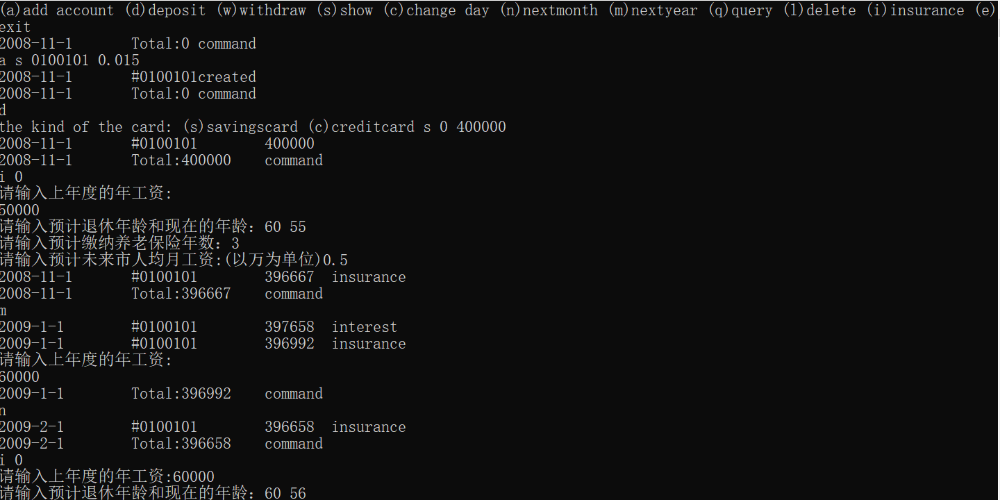 (a)add account (d)deposit (w)withdraw (s)show (c)change day (n)nextmonth (m)nextyear (q)query (l)delete (i)insurance (e)
exit
2008-11-1 Total:0 command
a s 0100101 0.015
2008-11-1 #0100101created
2008-11-1 Total:0 command
d
the kind of the card: (s)savingscard (c)creditcard s 0 400000
2008-11-1 #0100101 400000
2008-11-1 Total:400000 command
i 0
请输入上年度的年工资:
50000
请输入预计退休年龄和现在的年龄: 60 55
请输入预计缴纳养老保险年数: 3
请输入预计未来市人均月工资:(以万为单位)0.5
2008-11-1 #0100101 396667 insurance
2008-11-1 Total:396667 command
m
2009-1-1 #0100101 397658 interest
2009-1-1 #0100101 396992 insurance
请输入上年度的年工资:
60000
2009-1-1 Total:396992 command
n
2009-2-1 #0100101 396658 insurance
2009-2-1 Total:396658 command
i 0
请输入上年度的年工资:60000
请输入预计退休年龄和现在的年龄: 60 56